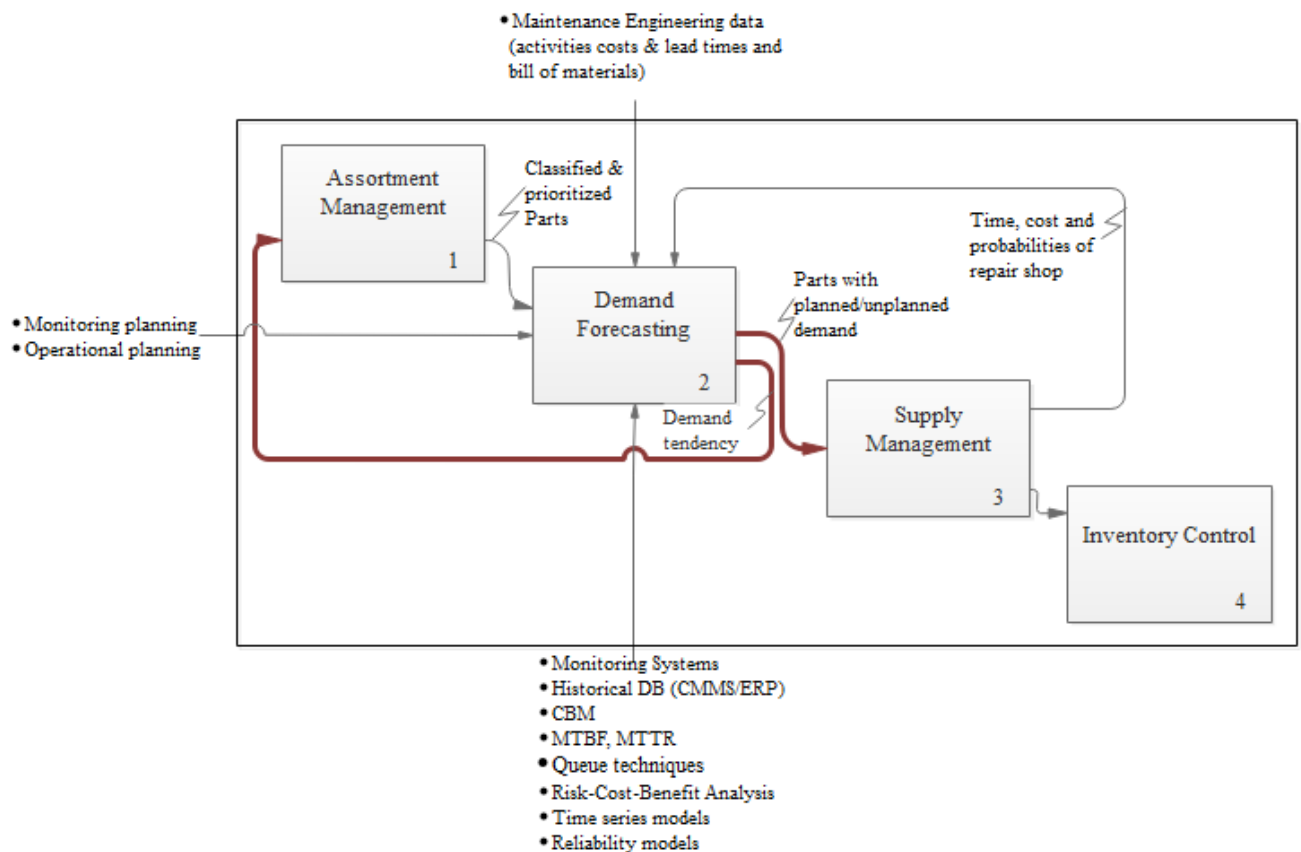 • Maintenance Engineering data
(activities costs & lead times and
bill of materials)
Assortment
Management
1
Classified &
prioritized
Parts
Time, cost and
probabilities of
repair shop
Demand
Forecasting
2
Parts with
planned/unplanned
demand
• Monitoring planning
• Operational planning
Demand
tendency
Supply
Management
3
Inventory Control
4
• Monitoring Systems
• Historical DB (CMMS/ERP)
• CBM
• MTBF, MTTR
• Queue techniques
• Risk-Cost-Benefit Analysis
• Time series models
• Reliability models